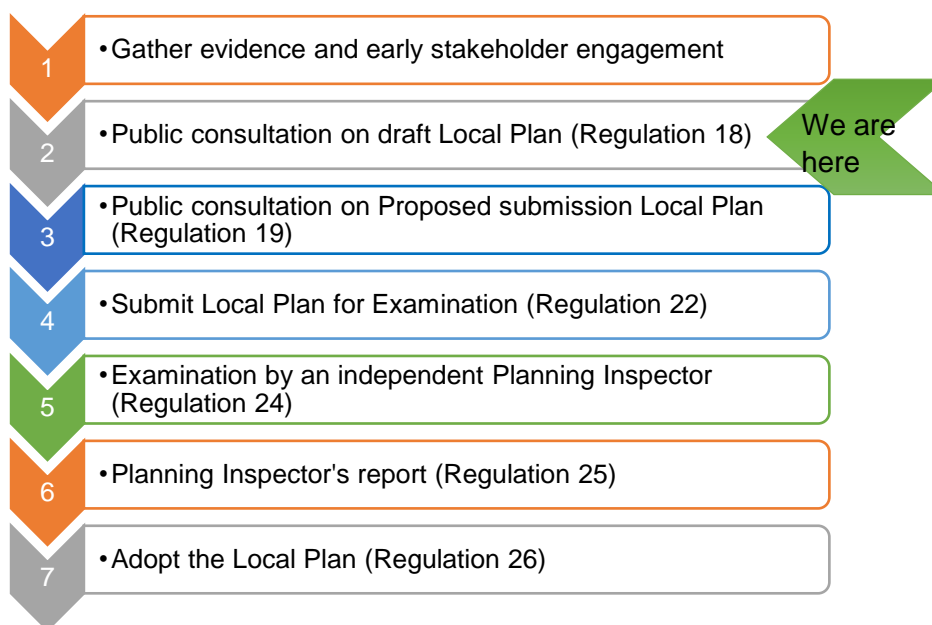 1
•Gather evidence and early stakeholder engagement
2
•Public consultation on draft Local Plan (Regulation 18)
We are
here
3
•Public consultation on Proposed submission Local Plan
(Regulation 19)
4
•Submit Local Plan for Examination (Regulation 22)
5
•Examination by an independent Planning Inspector
(Regulation 24)
6
•Planning Inspector's report (Regulation 25)
7
•Adopt the Local Plan (Regulation 26)